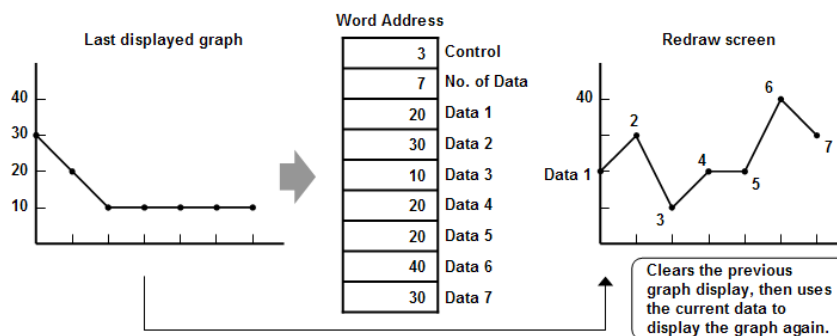 Last displayed graph
40
30
20
10
Word Address
3 Control
7 No. of Data
20 Data 1
30 Data 2
10 Data 3
20 Data 4
20 Data 5
40 Data 6
30 Data 7
Redraw screen
40
Data 1
2
3
4
5
6
7
Clears the previous
graph display, then uses
the current data to
display the graph again.